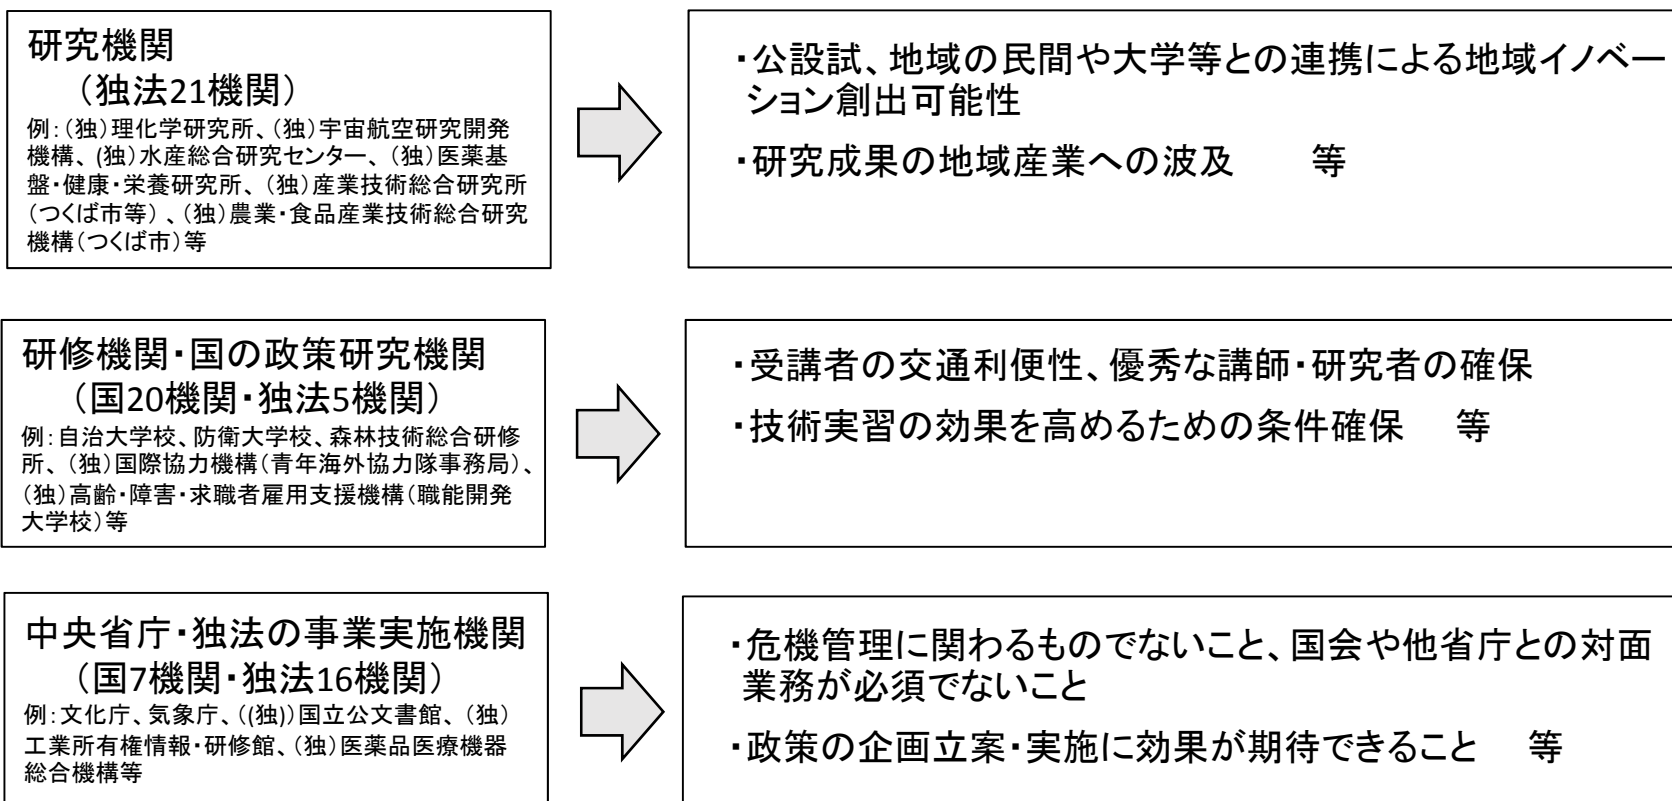 研究機関
（独法21機関）
例：（独）理化学研究所、（独）宇宙航空研究開発
機構、(独）水産総合研究センター、（独）医薬基
盤・健康・栄養研究所、（独）産業技術総合研究所
（つくば市等）、（独）農業・食品産業技術総合研究
機構（つくば市）等
・公設試、地域の民間や大学等との連携による地域イノベー
ション創出可能性
・研究成果の地域産業への波及　　等
研修機関・国の政策研究機関
（国20機関・独法5機関）
例：自治大学校、防衛大学校、森林技術総合研修
所、（独）国際協力機構（青年海外協力隊事務局）、
（独）高齢・障害・求職者雇用支援機構（職能開発
大学校）等
・受講者の交通利便性、優秀な講師・研究者の確保
・技術実習の効果を高めるための条件確保　等
中央省庁・独法の事業実施機関
（国7機関・独法16機関）
例：文化庁、気象庁、（(独)）国立公文書館、（独）
工業所有権情報・研修館、（独）医薬品医療機器
総合機構等
・危機管理に関わるものでないこと、国会や他省庁との対面
業務が必須でないこと
・政策の企画立案・実施に効果が期待できること　等